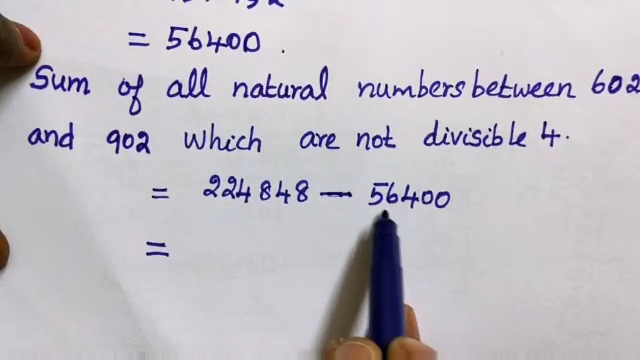 = 56400.
Sum of all natural numbers between 602
and 902 which are not divisible 4.
= 224848 — 56400
=